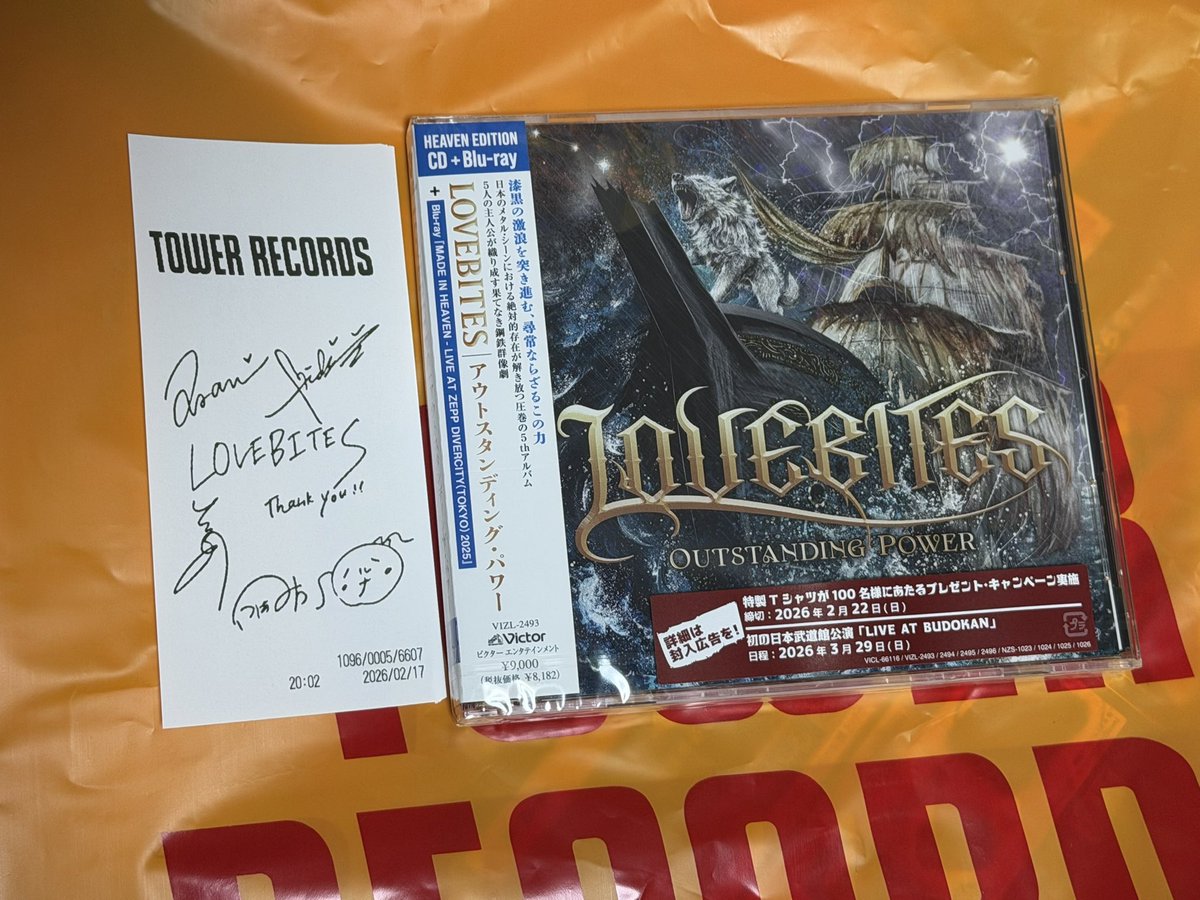 TOWER RECORDS
Asami
LOVEBITES
Thank you!!
1096/0005/6607
20:02
2026/02/17
HEAVEN EDITION
CD + Blu-ray
漆黒の激浪を突き進む、尋常ならざるこの力
日本のメタル・シーンにおける絶対的存在が解き放つ圧巻の5thアルバム
5人の主人公が織り成す果てなき鋼鉄群像劇
LOVEBITES | アウトスタンディング・パワー
+ Blu-ray「MADE IN HEAVEN - LIVE AT ZEPP DIVERCITY(TOKYO) 2025」
VIZL-2493
Victor
ビクターエンタテインメント
¥9,000
(税抜価格 ¥8,182)
LOVEBITES
OUTSTANDING POWER
詳細は
封入広告を!
特製Tシャツが100名様にあたるプレゼント・キャンペーン実施
締切:2026年2月22日(日)
初の日本武道館公演「LIVE AT BUDOKAN」
日程:2026年3月29日(日)
VICL-66116 / VIZL-2493 / 2494 / 2495 / 2496 / NZS-1023 / 1024 / 1025 / 1026
プラ
TOWER
RECORD